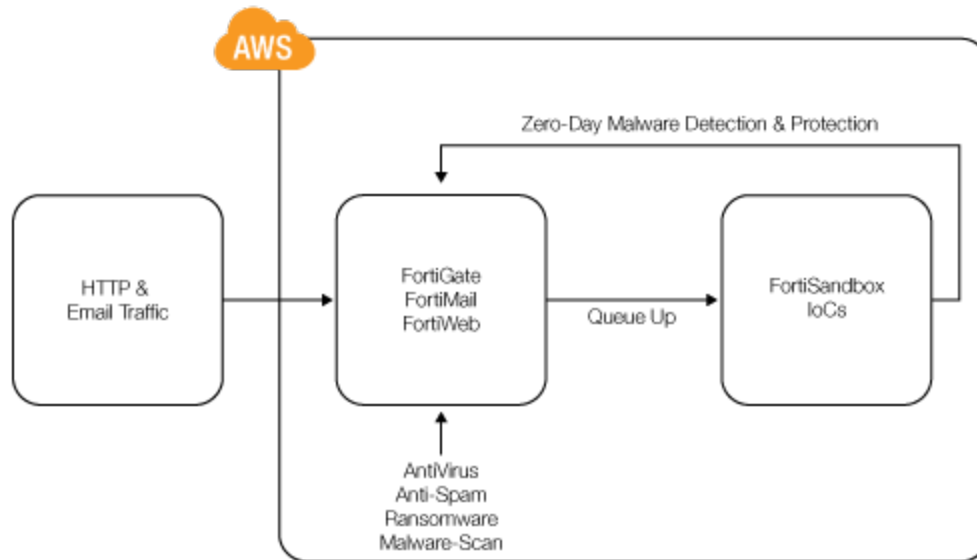 AWS
Zero-Day Malware Detection & Protection
HTTP &
Email Traffic
FortiGate
FortiMail
FortiWeb
Queue Up
FortiSandbox
IoCs
AntiVirus
Anti-Spam
Ransomware
Malware-Scan